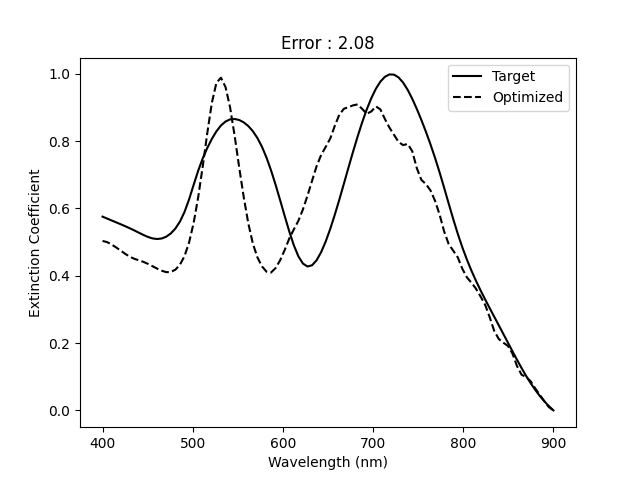 Error : 2.08
Target
Optimized
Extinction Coefficient
1.0
0.8
0.6
0.4
0.2
0.0
400 500 600 700 800 900
Wavelength (nm)